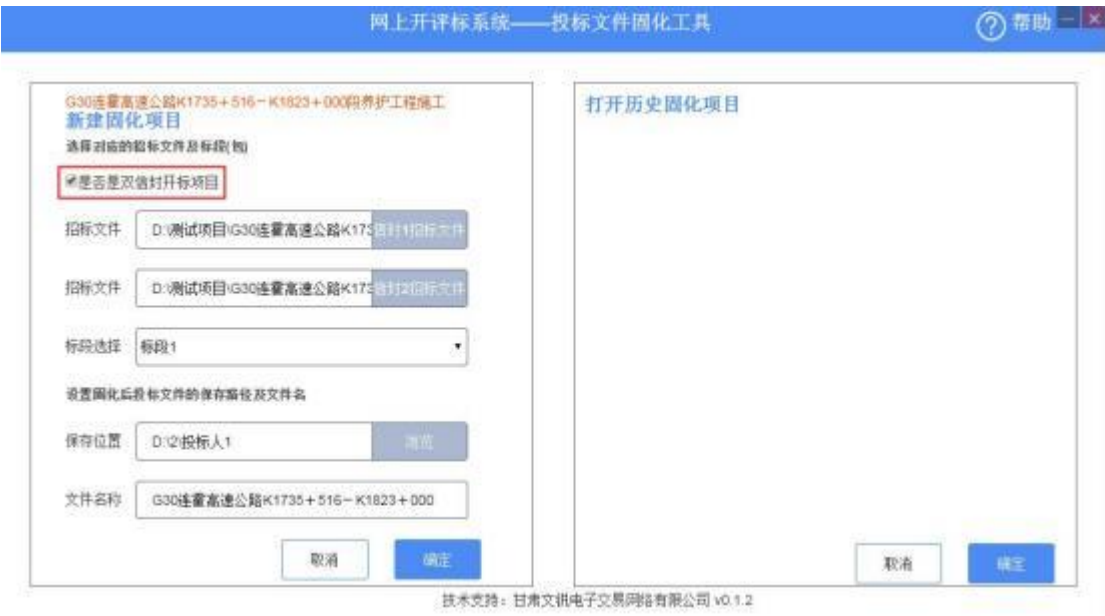 网上开评标系统——投标文件固化工具
帮助
G30连霍高速公路K1735+516-K1823+000段养护工程施工
新建固化项目
选择对应的招标文件及标段(包)
是否是双信封开标项目
招标文件 D:\测试项目\G30连霍高速公路K173 信封1招标文件
招标文件 D:\测试项目\G30连霍高速公路K173 信封2招标文件
标段选择 标段1
设置固化后投标文件的保存路径及文件名
保存位置 D:\2\投标人1 浏览
文件名称 G30连霍高速公路K1735+516-K1823+000
取消 确定
打开历史固化项目
取消 确定
技术支持：甘肃文锐电子交易网络有限公司 v0.1.2